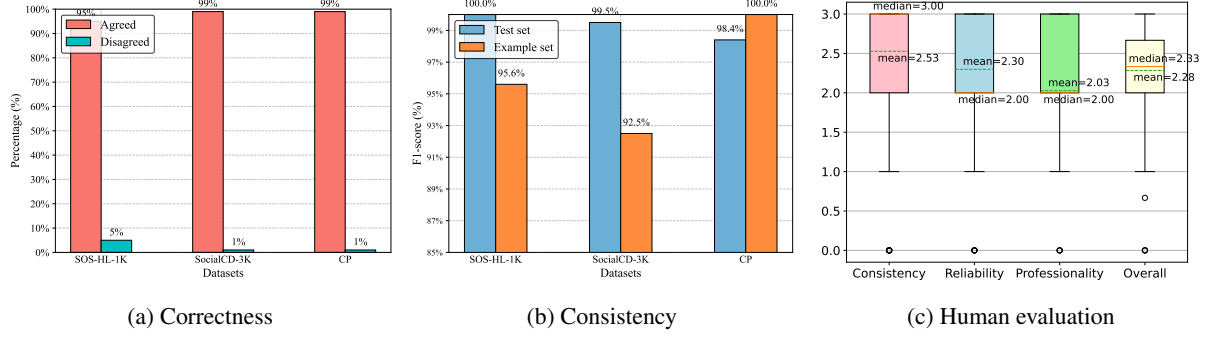 Percentage (%)
100%
90%
80%
70%
60%
50%
40%
30%
20%
10%
0%
Agreed
Disagreed
95%
5%
99%
1%
99%
1%
SOS-HL-1K
SocialCD-3K
CP
Datasets
(a) Correctness
F1-score (%)
99%
97%
95%
93%
91%
89%
87%
85%
Test set
Example set
100.0%
95.6%
99.5%
92.5%
98.4%
100.0%
SOS-HL-1K
SocialCD-3K
CP
Datasets
(b) Consistency
3.0
2.5
2.0
1.5
1.0
0.5
0.0
median=3.00
mean=2.53
mean=2.30
median=2.00
mean=2.03
median=2.00
median=2.33
mean=2.28
Consistency
Reliability
Professionality
Overall
(c) Human evaluation